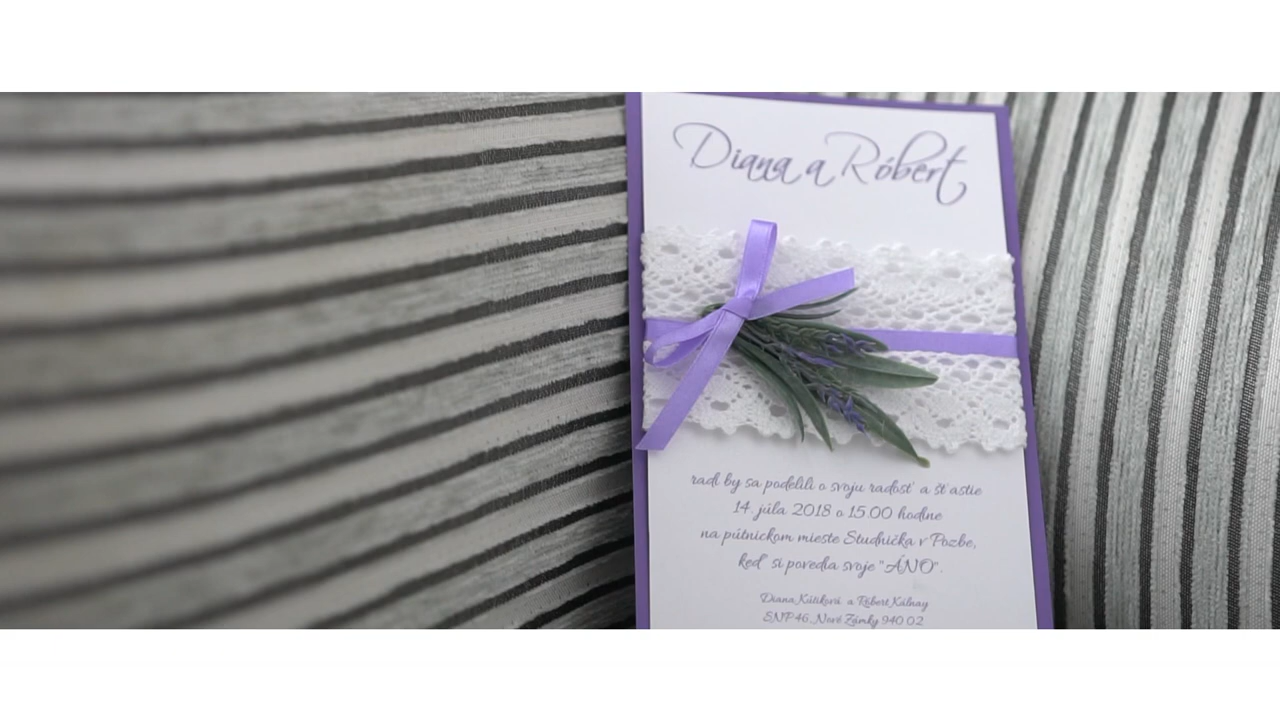 Diana a Róbert
radi by sa podelili o svoju radosť a šťastie
14. júla 2018 o 15.00 hodine
na pútnickom mieste Studnička v Pozbe,
keď si povedia svoje "ÁNO".
Diana a Róbert Kálnay
SNP 46, Nové Zámky 940 02